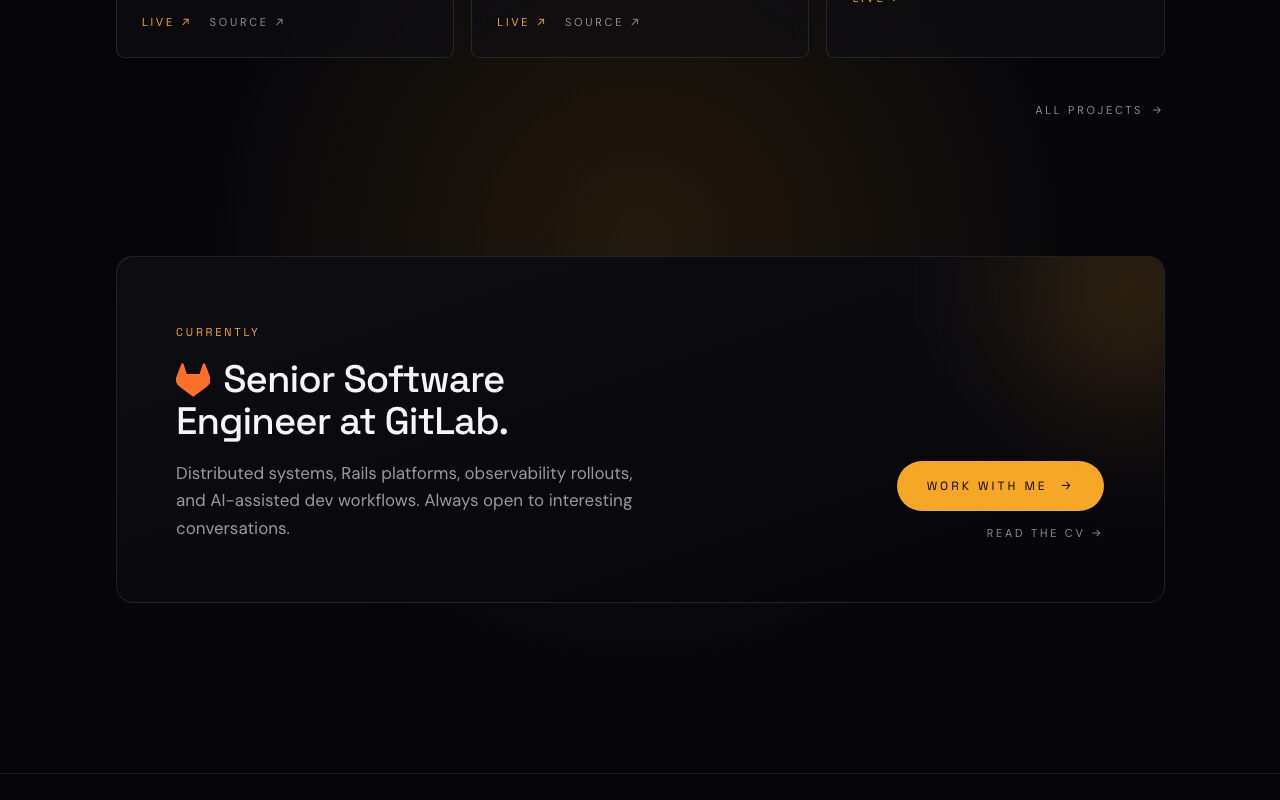 LIVE ↗ SOURCE ↗ LIVE ↗ SOURCE ↗
ALL PROJECTS →
CURRENTLY
Senior Software
Engineer at GitLab.
Distributed systems, Rails platforms, observability rollouts,
and AI-assisted dev workflows. Always open to interesting
conversations.
WORK WITH ME →
READ THE CV →